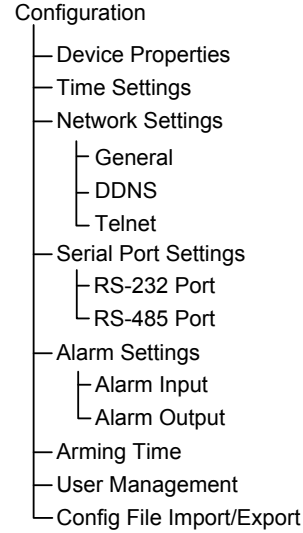 Configuration
Device Properties
Time Settings
Network Settings
General
DDNS
Telnet
Serial Port Settings
RS-232 Port
RS-485 Port
Alarm Settings
Alarm Input
Alarm Output
Arming Time
User Management
Config File Import/Export